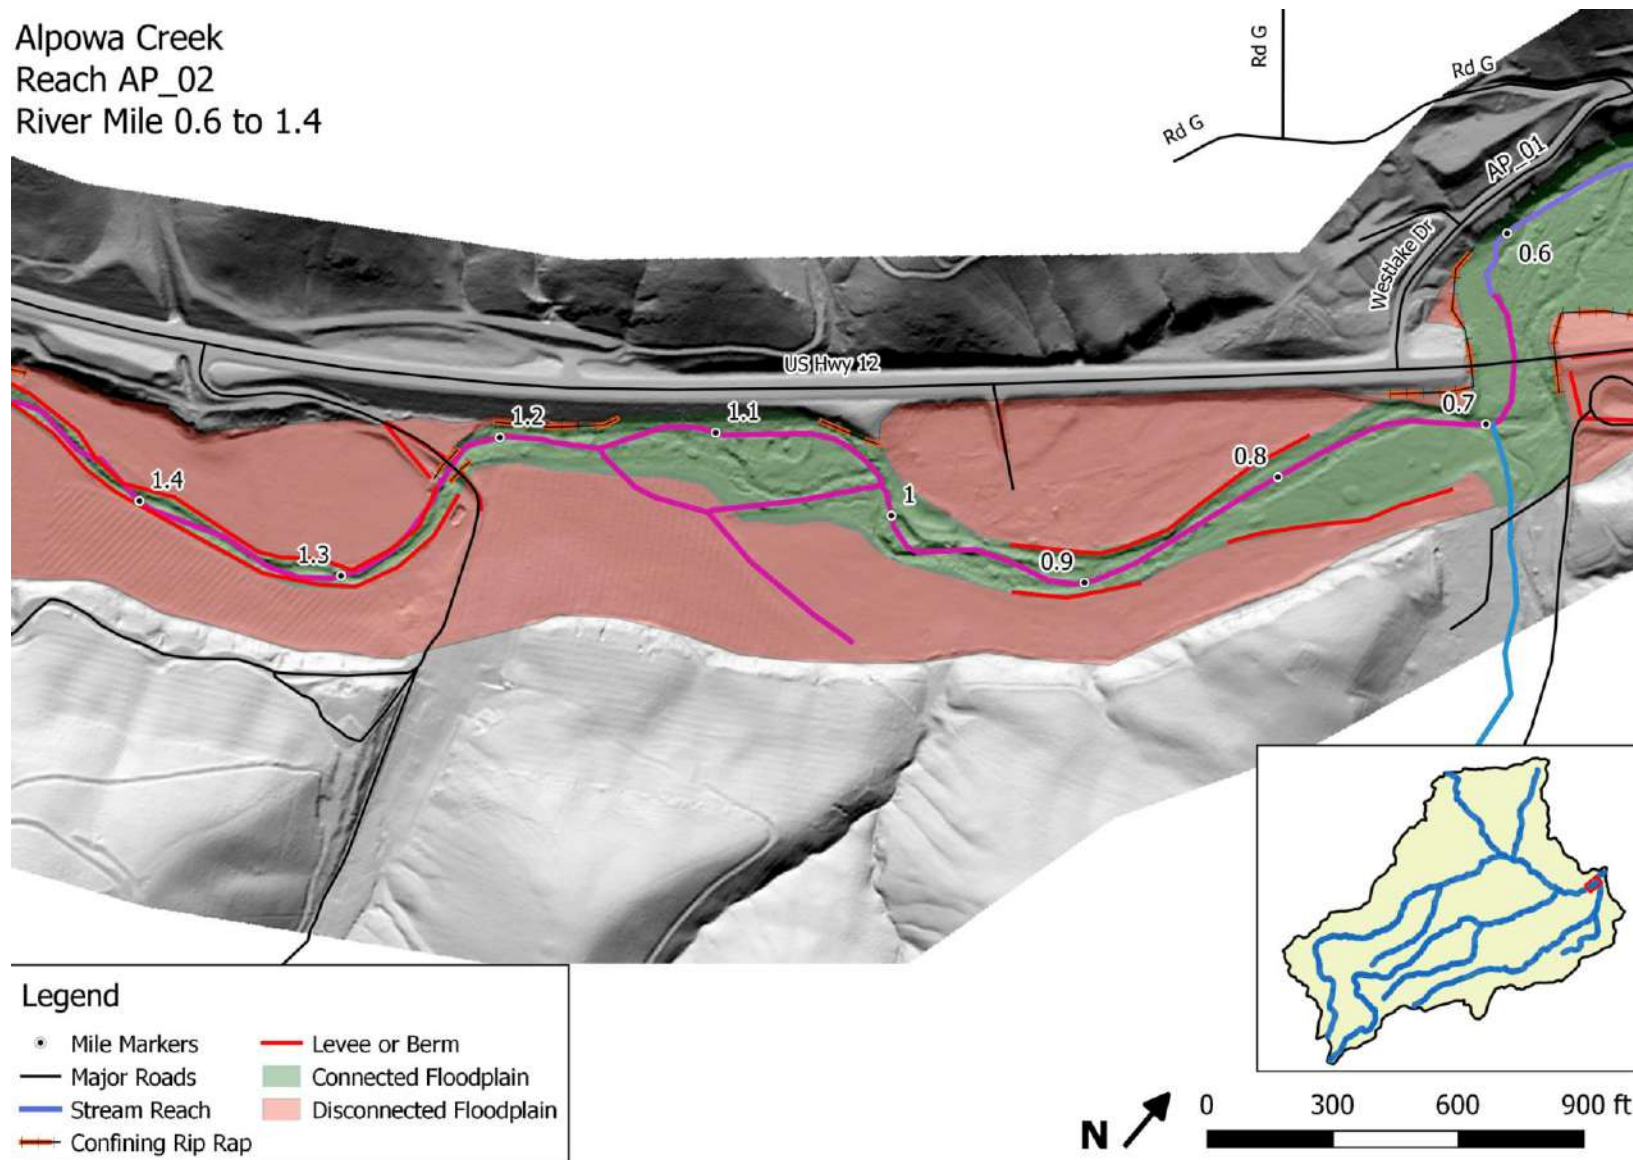 Alpowa Creek
Reach AP_02
River Mile 0.6 to 1.4
Rd G
Rd G
Rd G
AP_01
Westlake Dr
0.6
US Hwy 12
0.7
1.2
1.1
0.8
1.4
1
1.3
0.9
Legend
Mile Markers
Levee or Berm
Major Roads
Connected Floodplain
Stream Reach
Disconnected Floodplain
Confining Rip Rap
N
0 300 600 900 ft